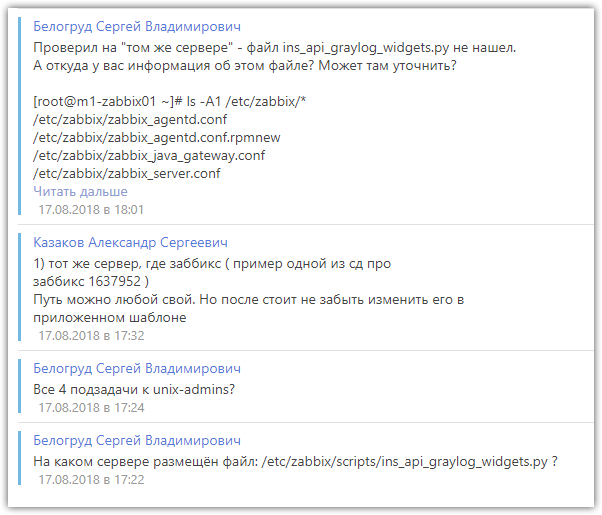 Белогруд Сергей Владимирович
Проверил на "том же сервере" - файл ins_api_graylog_widgets.py не нашел.
А откуда у вас информация об этом файле? Может там уточнить?
[root@m1-zabbix01 ~]# ls -A1 /etc/zabbix/*
/etc/zabbix/zabbix_agentd.conf
/etc/zabbix/zabbix_agentd.conf.rpmnew
/etc/zabbix/zabbix_java_gateway.conf
/etc/zabbix/zabbix_server.conf
Читать дальше
17.08.2018 в 18:01
Казаков Александр Сергеевич
1) тот же сервер, где заббикс ( пример одной из сд про
заббикс 1637952 )
Путь можно любой свой. Но после стоит не забыть изменить его в
приложенном шаблоне
17.08.2018 в 17:32
Белогруд Сергей Владимирович
Все 4 подзадачи к unix-admins?
17.08.2018 в 17:24
Белогруд Сергей Владимирович
На каком сервере размещён файл: /etc/zabbix/scripts/ins_api_graylog_widgets.py ?
17.08.2018 в 17:22